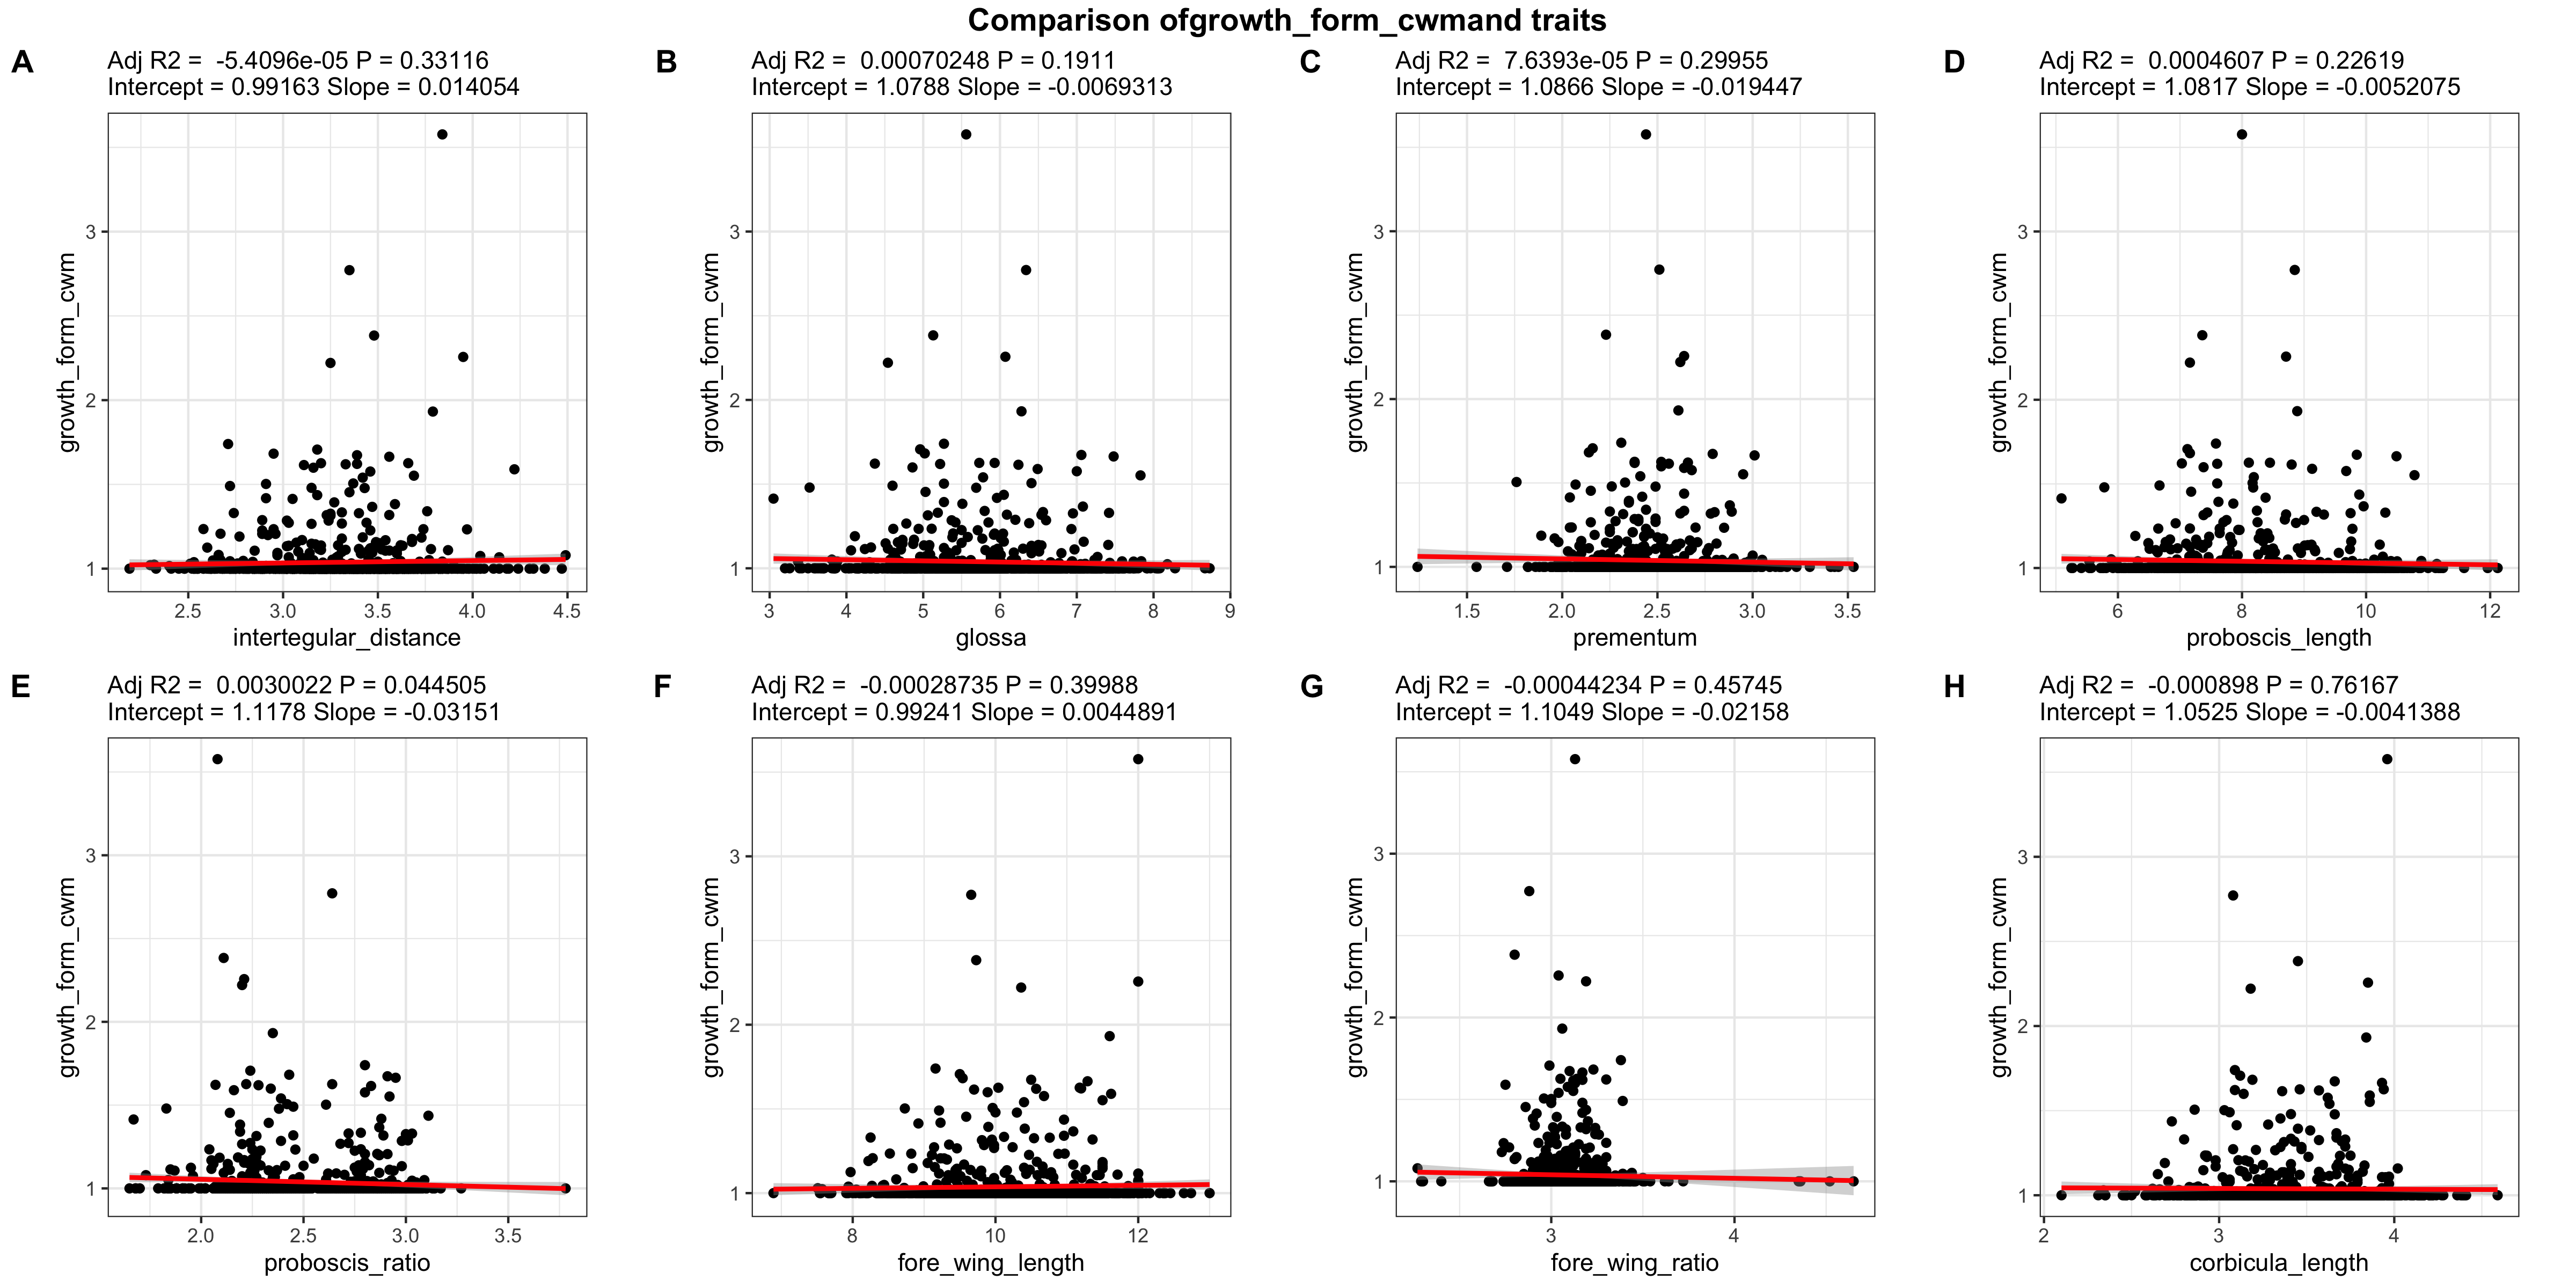 Comparison ofgrowth_form_cwmand traits
A
Adj R2 =  -5.4096e-05 P = 0.33116
Intercept = 0.99163 Slope = 0.014054
growth_form_cwm
3
2
1
2.5 3.0 3.5 4.0 4.5
intertegular_distance
B
Adj R2 =  0.00070248 P = 0.1911
Intercept = 1.0788 Slope = -0.0069313
growth_form_cwm
3
2
1
3 4 5 6 7 8 9
glossa
C
Adj R2 =  7.6393e-05 P = 0.29955
Intercept = 1.0866 Slope = -0.019447
growth_form_cwm
3
2
1
1.5 2.0 2.5 3.0 3.5
prementum
D
Adj R2 =  0.0004607 P = 0.22619
Intercept = 1.0817 Slope = -0.0052075
growth_form_cwm
3
2
1
6 8 10 12
proboscis_length
E
Adj R2 =  0.0030022 P = 0.044505
Intercept = 1.1178 Slope = -0.03151
growth_form_cwm
3
2
1
2.0 2.5 3.0 3.5
proboscis_ratio
F
Adj R2 =  -0.00028735 P = 0.39988
Intercept = 0.99241 Slope = 0.0044891
growth_form_cwm
3
2
1
8 10 12
fore_wing_length
G
Adj R2 =  -0.00044234 P = 0.45745
Intercept = 1.1049 Slope = -0.02158
growth_form_cwm
3
2
1
3 4
fore_wing_ratio
H
Adj R2 =  -0.000898 P = 0.76167
Intercept = 1.0525 Slope = -0.0041388
growth_form_cwm
3
2
1
2 3 4
corbicula_length